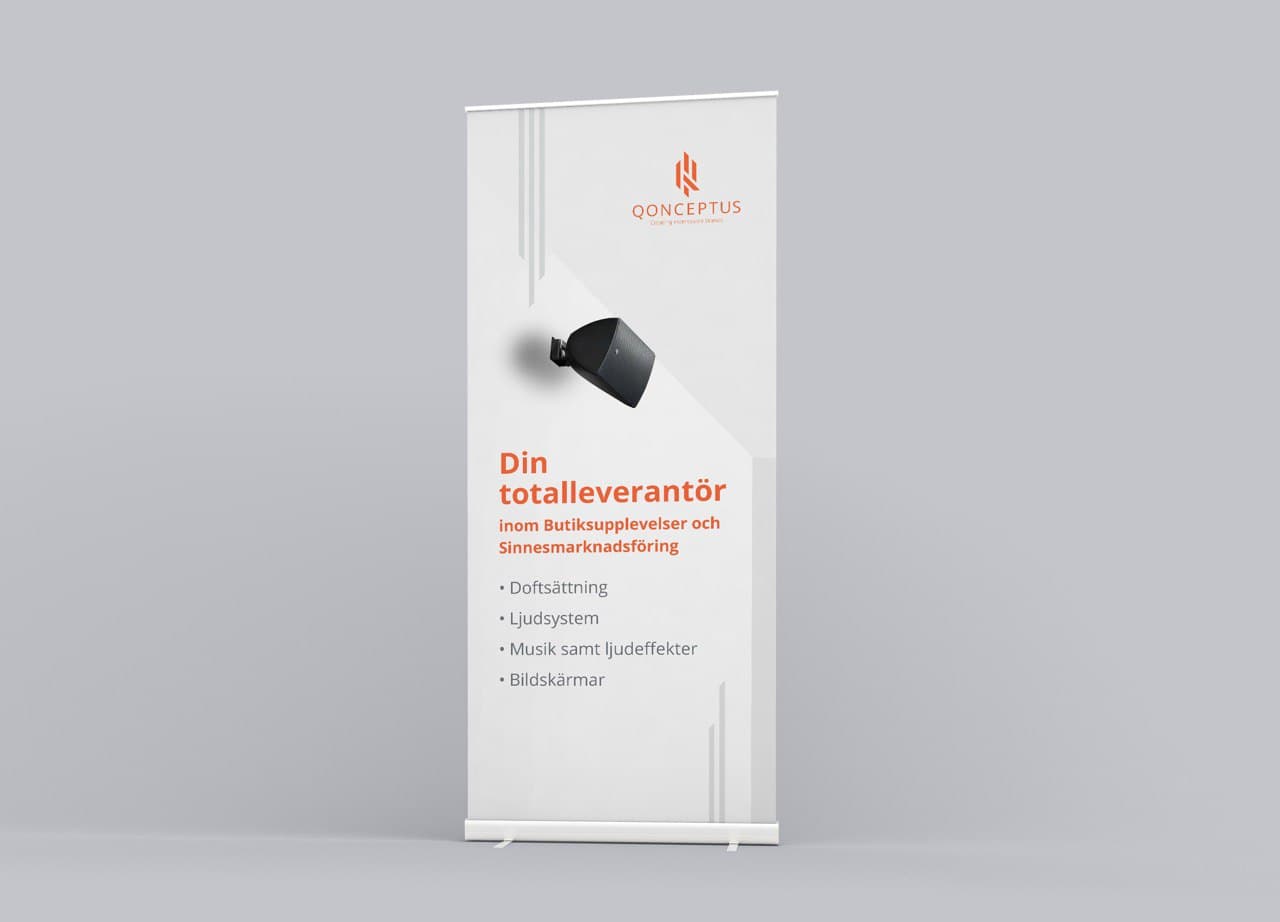 QONCEPTUS
Din
totalleverantör
inom Butiksupplevelser och
Sinnesmarknadsföring
• Doftsättning
• Ljudsystem
• Musik samt ljudeffekter
• Bildskärmar